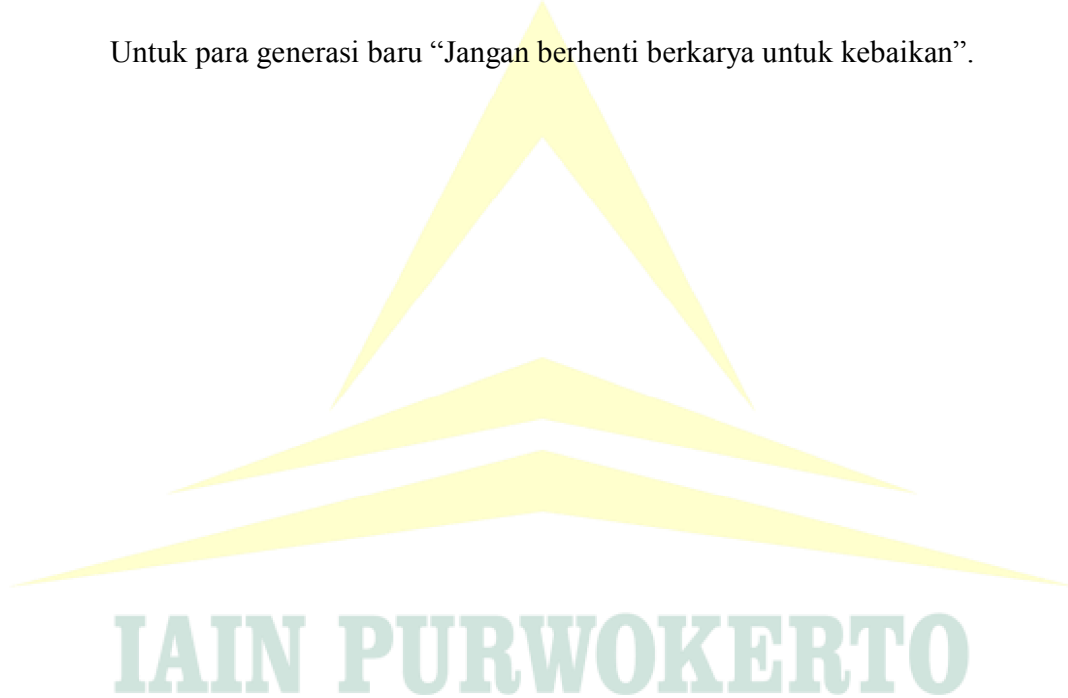 Untuk para generasi baru “Jangan berhenti berkarya untuk kebaikan”.
IAIN PURWOKERTO